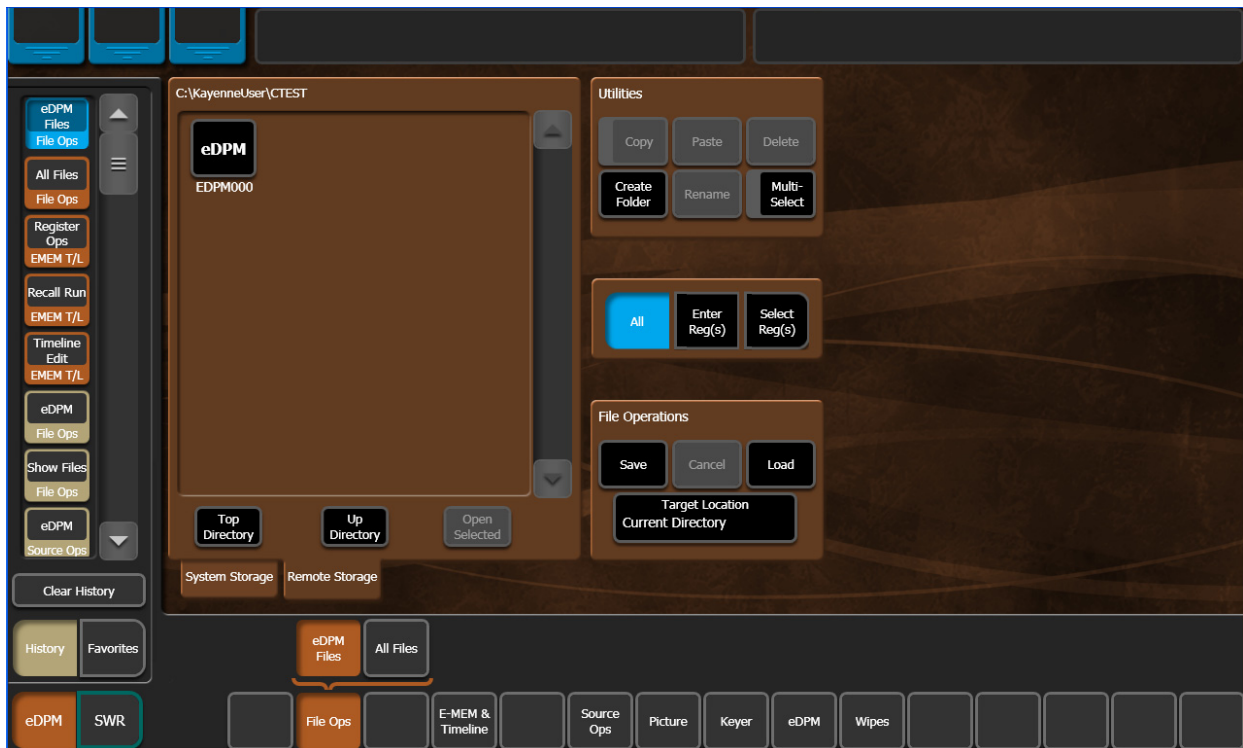 eDPM
Files
File Ops
All Files
File Ops
Register
Ops
EMEM T/L
Recall Run
EMEM T/L
Timeline
Edit
EMEM T/L
eDPM
File Ops
Show Files
File Ops
eDPM
Source Ops
Clear History
History
Favorites
eDPM
SWR
C:\KayenneUser\CTEST
eDPM
EDPM000
Top
Directory
Up
Directory
Open
Selected
System Storage
Remote Storage
Utilities
Copy
Paste
Delete
Create
Folder
Rename
Multi-
Select
All
Enter
Reg(s)
Select
Reg(s)
File Operations
Save
Cancel
Load
Target Location
Current Directory
eDPM
Files
All Files
File Ops
E-MEM &
Timeline
Source
Ops
Picture
Keyer
eDPM
Wipes